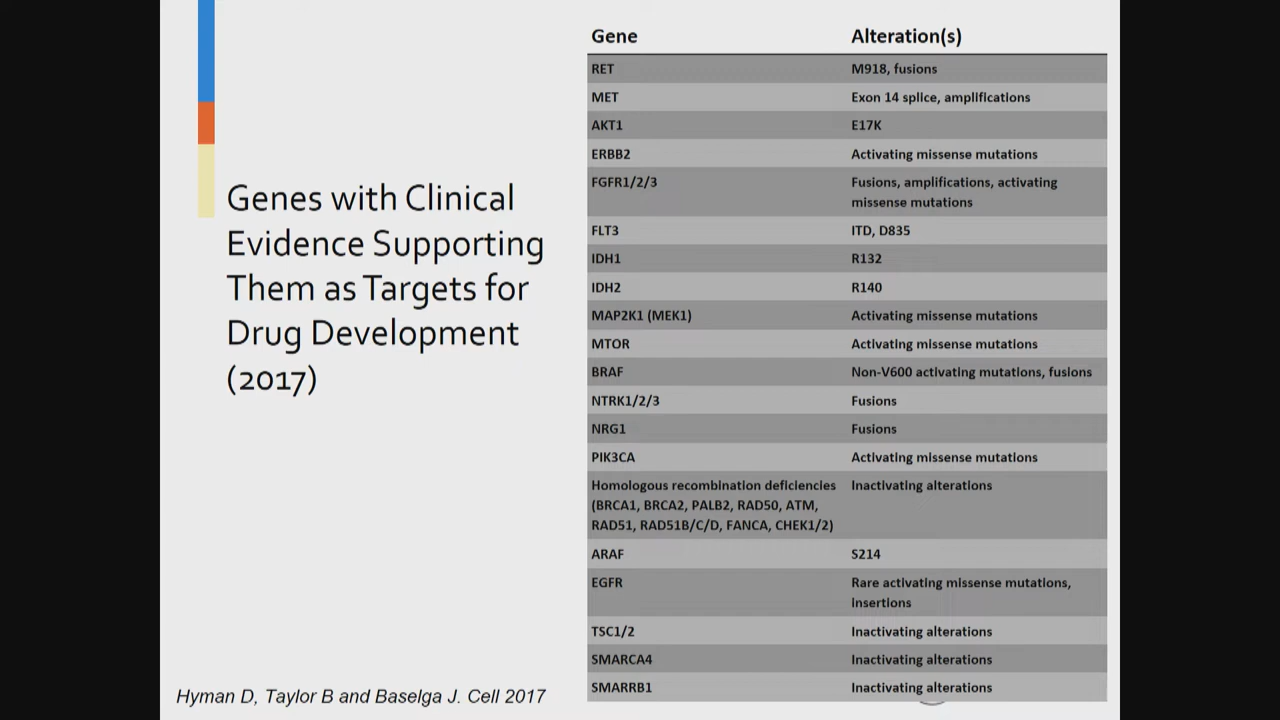 Genes with Clinical
Evidence Supporting
Them as Targets for
Drug Development
(2017)
Gene Alteration(s)
RET M918, fusions
MET Exon 14 splice, amplifications
AKT1 E17K
ERBB2 Activating missense mutations
FGFR1/2/3 Fusions, amplifications, activating
missense mutations
FLT3 ITD, D835
IDH1 R132
IDH2 R140
MAP2K1 (MEK1) Activating missense mutations
MTOR Activating missense mutations
BRAF Non-V600 activating mutations, fusions
NTRK1/2/3 Fusions
NRG1 Fusions
PIK3CA Activating missense mutations
Homologous recombination deficiencies Inactivating alterations
(BRCA1, BRCA2, PALB2, RAD50, ATM,
RAD51, RAD51B/C/D, FANCA, CHEK1/2)
ARAF S214
EGFR Rare activating missense mutations,
insertions
TSC1/2 Inactivating alterations
SMARCA4 Inactivating alterations
SMARRB1 Inactivating alterations
Hyman D, Taylor B and Baselga J. Cell 2017